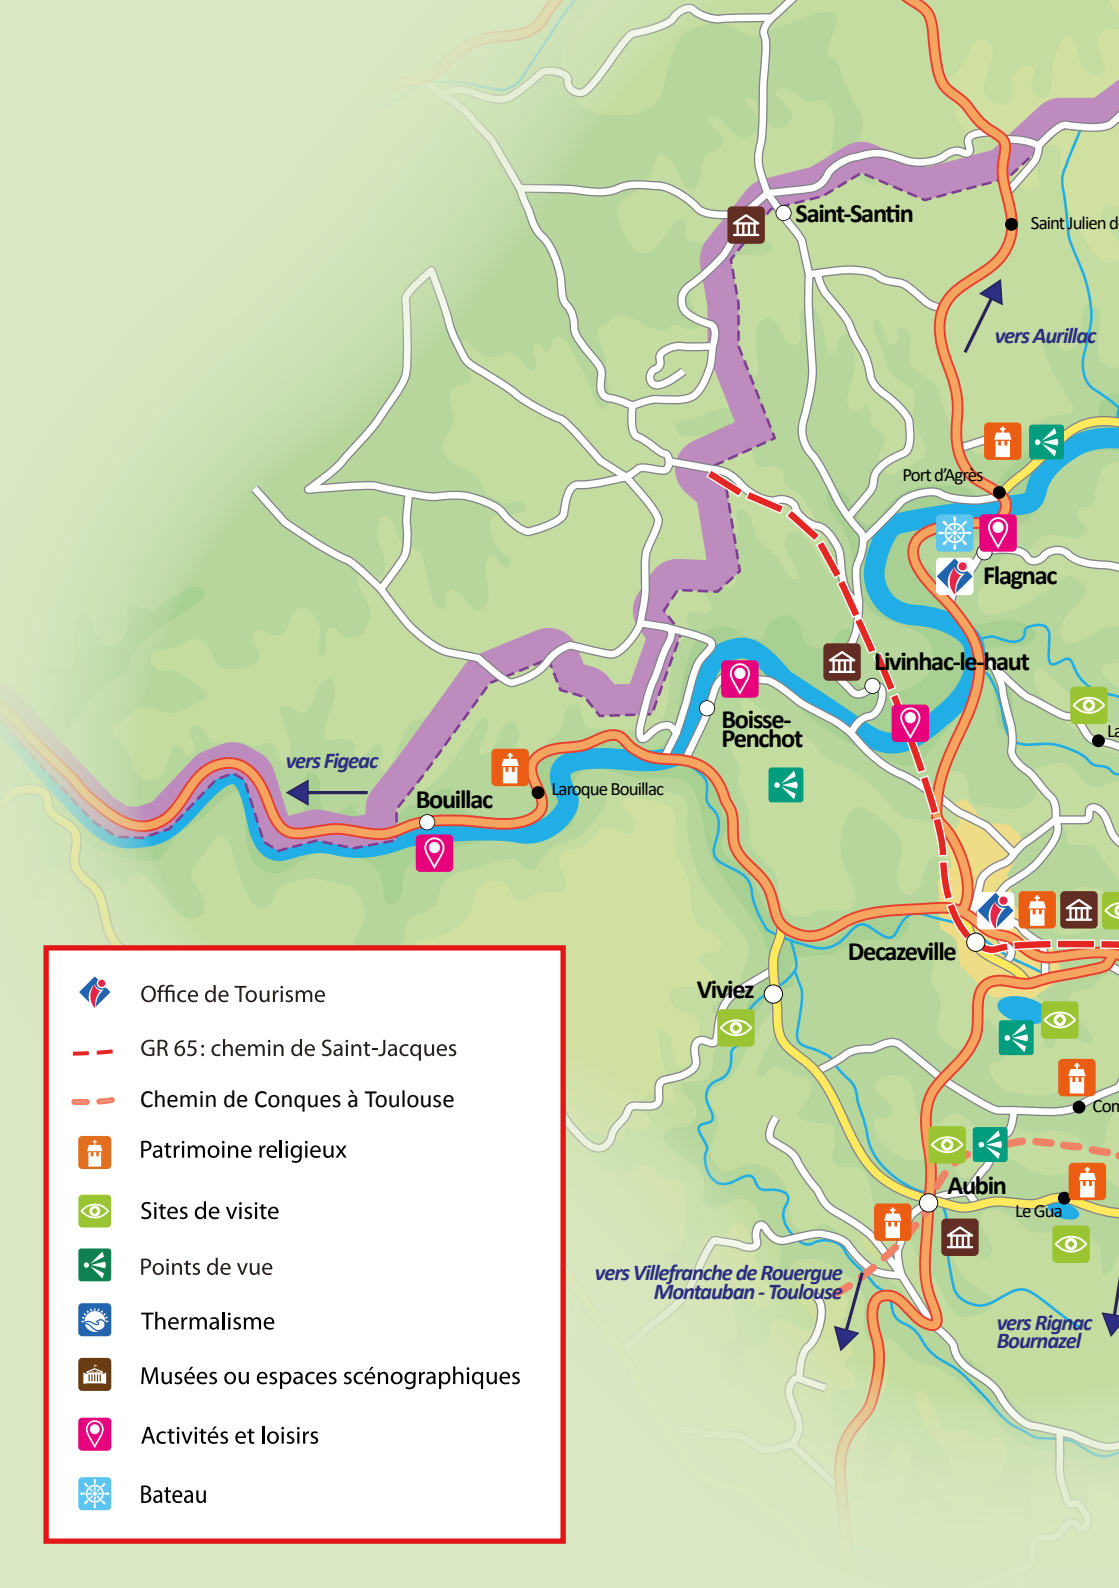 Saint-Santin
Saint Julien d
vers Aurillac
Port d'Agrès
Flagnac
Livinhac-le-haut
La
Boisse-
Penchot
vers Figeac
Laroque Bouillac
Bouillac
Decazeville
Viviez
Con
Aubin
Le Gua
vers Villefranche de Rouergue
Montauban - Toulouse
vers Rignac
Bournazel
Office de Tourisme
GR 65: chemin de Saint-Jacques
Chemin de Conques à Toulouse
Patrimoine religieux
Sites de visite
Points de vue
Thermalisme
Musées ou espaces scénographiques
Activités et loisirs
Bateau